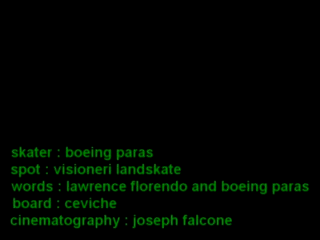 skater : boeing paras
spot : visioneri landskate
words : lawrence florendo and boeing paras
board : ceviche
cinematography : joseph falcone